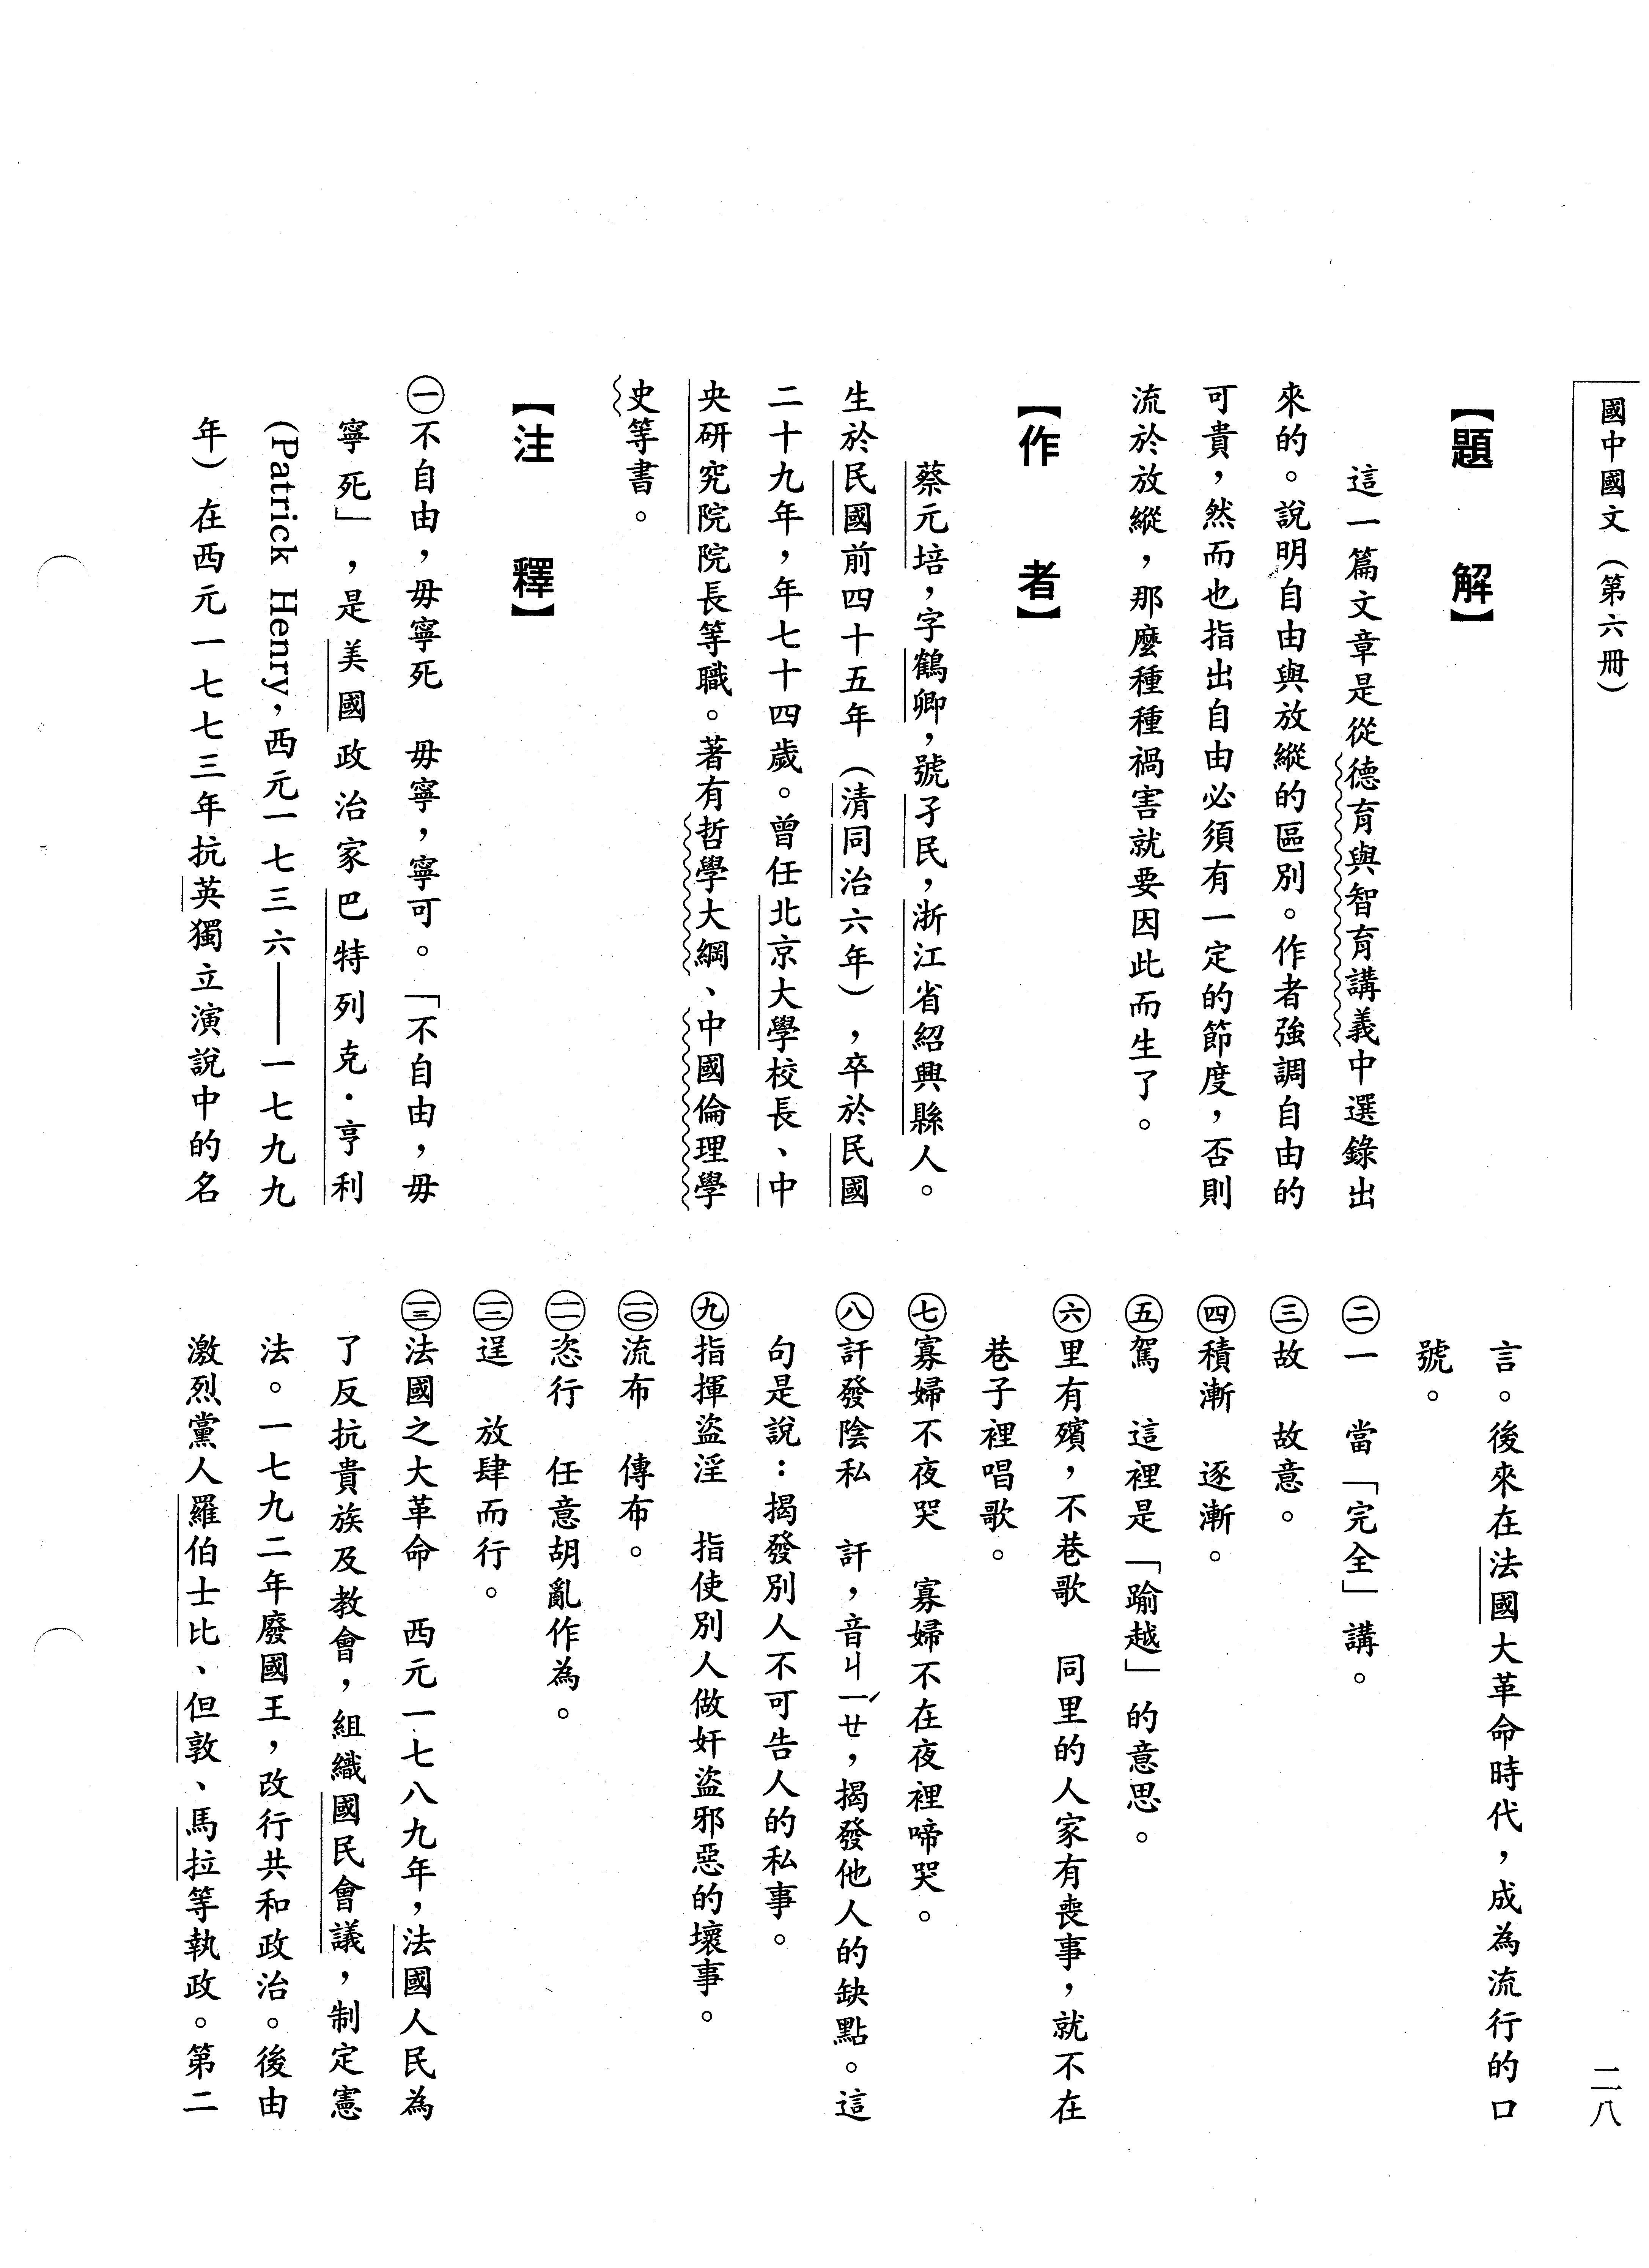 國中國文（第六冊）
二八
【題　解】
這一篇文章是從德育與智育講義中選錄出
來的。說明自由與放縱的區別。作者強調自由的
可貴，然而也指出自由必須有一定的節度，否則
流於放縱，那麼種種禍害就要因此而生了。
【作　者】
蔡元培，字鶴卿，號孑民，浙江省紹興縣人。
生於民國前四十五年（清同治六年），卒於民國
二十九年，年七十四歲。曾任北京大學校長、中
央研究院院長等職。著有哲學大綱、中國倫理學
史等書。
【注　釋】
㊀不自由，毋寧死　毋寧，寧可。「不自由，毋
寧死」，是美國政治家巴特列克·亨利
(Patrick Henry，西元一七三六——一七九九
年）在西元一七七三年抗英獨立演說中的名
言。後來在法國大革命時代，成為流行的口
號。
㊁一　當「完全」講。
㊂故　故意。
㊃積漸　逐漸。
㊄駕　這裡是「踰越」的意思。
㊅里有殯，不巷歌　同里的人家有喪事，就不在
巷子裡唱歌。
㊆寡婦不夜哭　寡婦不在夜裡啼哭。
㊇訐發陰私　訐，音ㄐㄧㄝˊ，揭發他人的缺點。這
句是說：揭發別人不可告人的私事。
㊈指揮盜淫　指使別人做奸盜邪惡的壞事。
㊀〇流布　傳布。
㊀一恣行　任意胡亂作為。
㊀二逞　放肆而行。
㊀三法國之大革命　西元一七八九年，法國人民為
了反抗貴族及教會，組織國民會議，制定憲
法。一七九二年廢國王，改行共和政治。後由
激烈黨人羅伯士比、但敦、馬拉等執政。第二